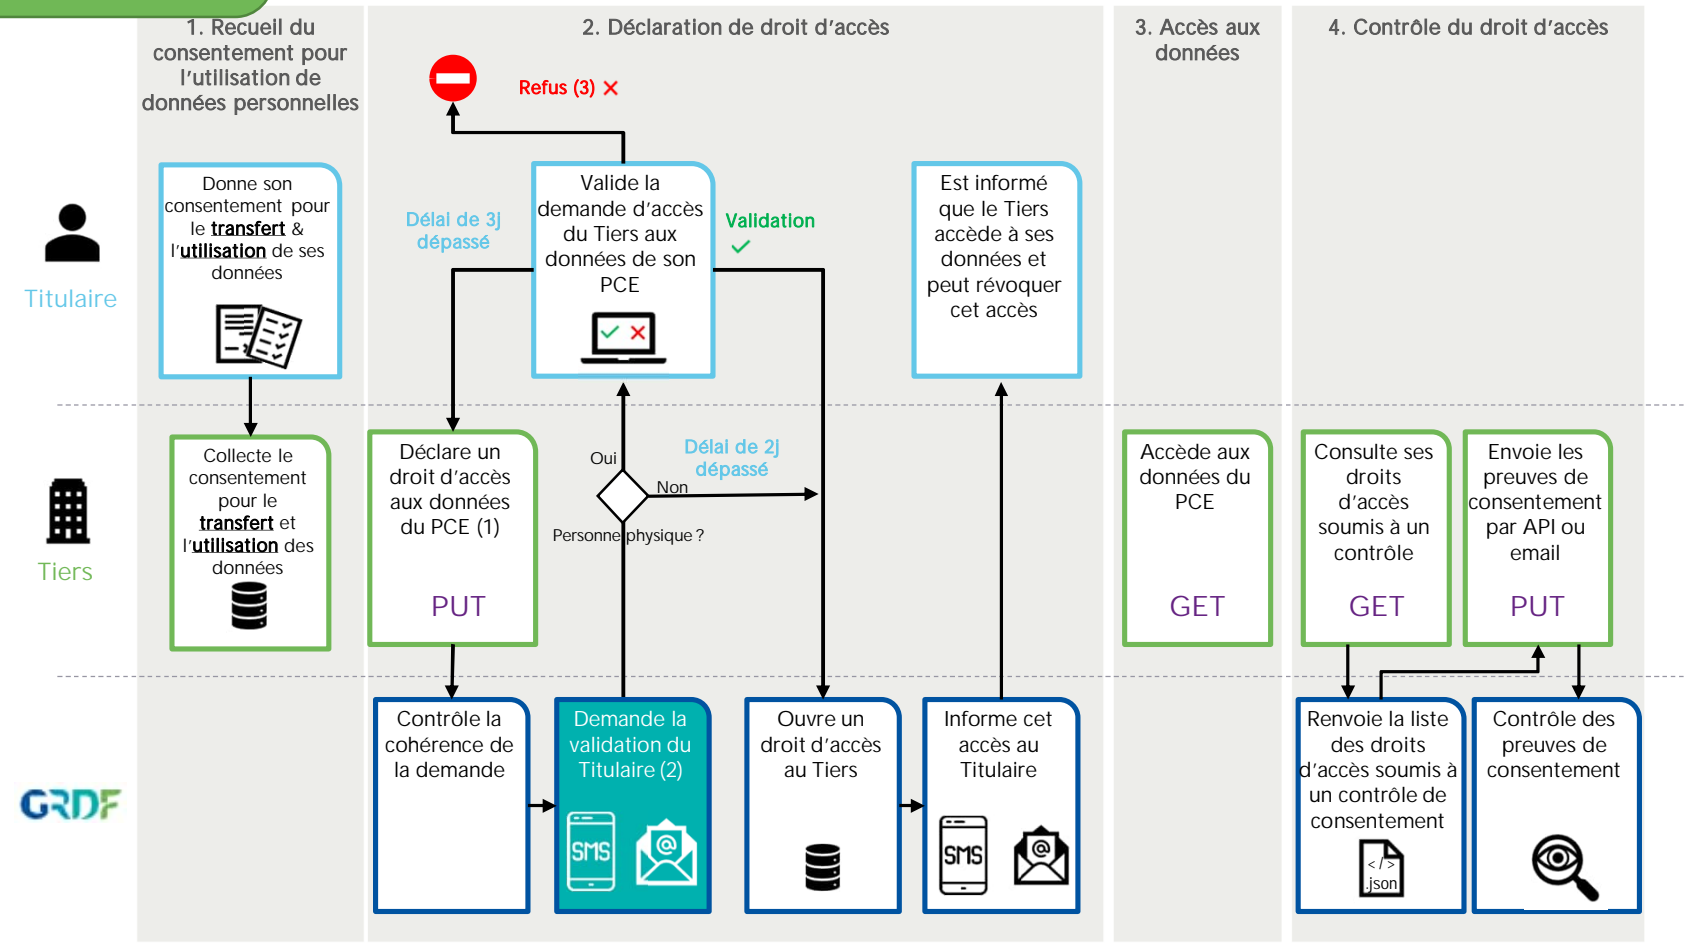 1. Recueil du
consentement pour
l'utilisation de
données personnelles
2. Déclaration de droit d'accès
3. Accès aux
données
4. Contrôle du droit d'accès
Refus (3)
Titulaire
Donne son
consentement pour
le transfert &
l'utilisation de ses
données
Délai de 3j
dépassé
Valide la
demande d'accès
du Tiers aux
données de son
PCE
Validation
Est informé
que le Tiers
accède à ses
données et
peut révoquer
cet accès
Tiers
Collecte le
consentement
pour le
transfert et
l'utilisation des
données
Déclare un
droit d'accès
aux données
du PCE (1)
PUT
Oui
Non
Personne physique ?
Délai de 2j
dépassé
Accède aux
données du
PCE
GET
Consulte ses
droits
d'accès
soumis à un
contrôle
GET
Envoie les
preuves de
consentement
par API ou
email
PUT
GRDF
Contrôle la
cohérence de
la demande
Demande la
validation du
Titulaire (2)
SMS
@
Ouvre un
droit d'accès
au Tiers
Informe cet
accès au
Titulaire
SMS
@
Renvoie la liste
des droits
d'accès soumis à
un contrôle de
consentement
</>
.json
Contrôle des
preuves de
consentement